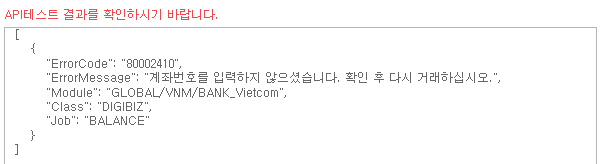 API테스트 결과를 확인하시기 바랍니다.
[
{
"ErrorCode": "80002410",
"ErrorMessage": "계좌번호를 입력하지 않으셨습니다. 확인 후 다시 거래하십시오.",
"Module": "GLOBAL/VNM/BANK_Vietcom",
"Class": "DIGIBIZ",
"Job": "BALANCE"
}
]